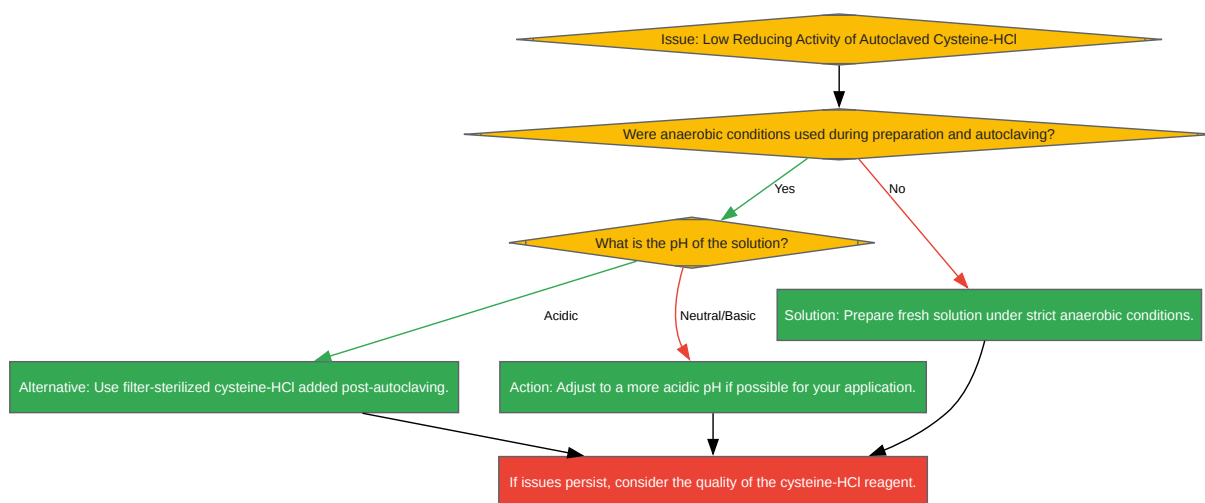 Issue: Low Reducing Activity of Autoclaved Cysteine-HCl
Were anaerobic conditions used during preparation and autoclaving?
Yes
No
What is the pH of the solution?
Acidic
Neutral/Basic
Solution: Prepare fresh solution under strict anaerobic conditions.
Alternative: Use filter-sterilized cysteine-HCl added post-autoclaving.
Action: Adjust to a more acidic pH if possible for your application.
If issues persist, consider the quality of the cysteine-HCl reagent.